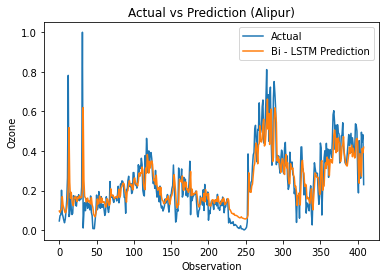 Actual vs Prediction (Alipur)
Actual
Bi - LSTM Prediction
Ozone
1.0
0.8
0.6
0.4
0.2
0.0
0 50 100 150 200 250 300 350 400
Observation